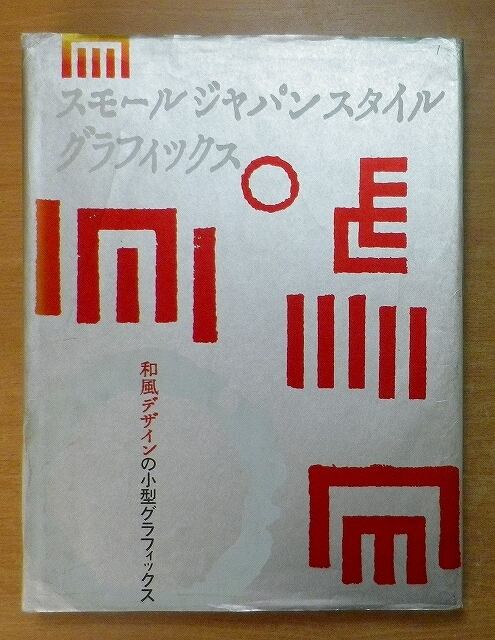 スモールジャパンスタイル
グラフィックス
和風デザインの小型グラフィックス